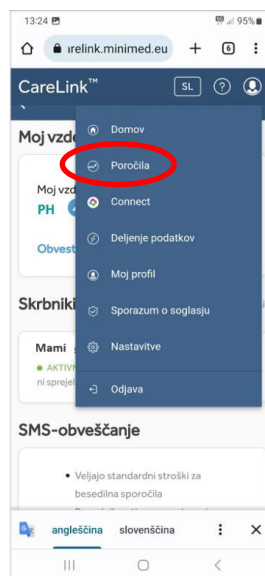 13:24
95%
irelink.minimed.eu
6
CareLink™
SL
Moj vzd
Domov
Poročila
Moj vzd
PH
Connect
Deljenje podatkov
Obvest
Moj profil
Skrbniki
Sporazum o soglasju
Mami
Nastavitve
AKTIVN
ni sprejel
Odjava
SMS-obveščanje
• Veljajo standardni stroški za
besedilna sporočila
angleščina
slovenščina